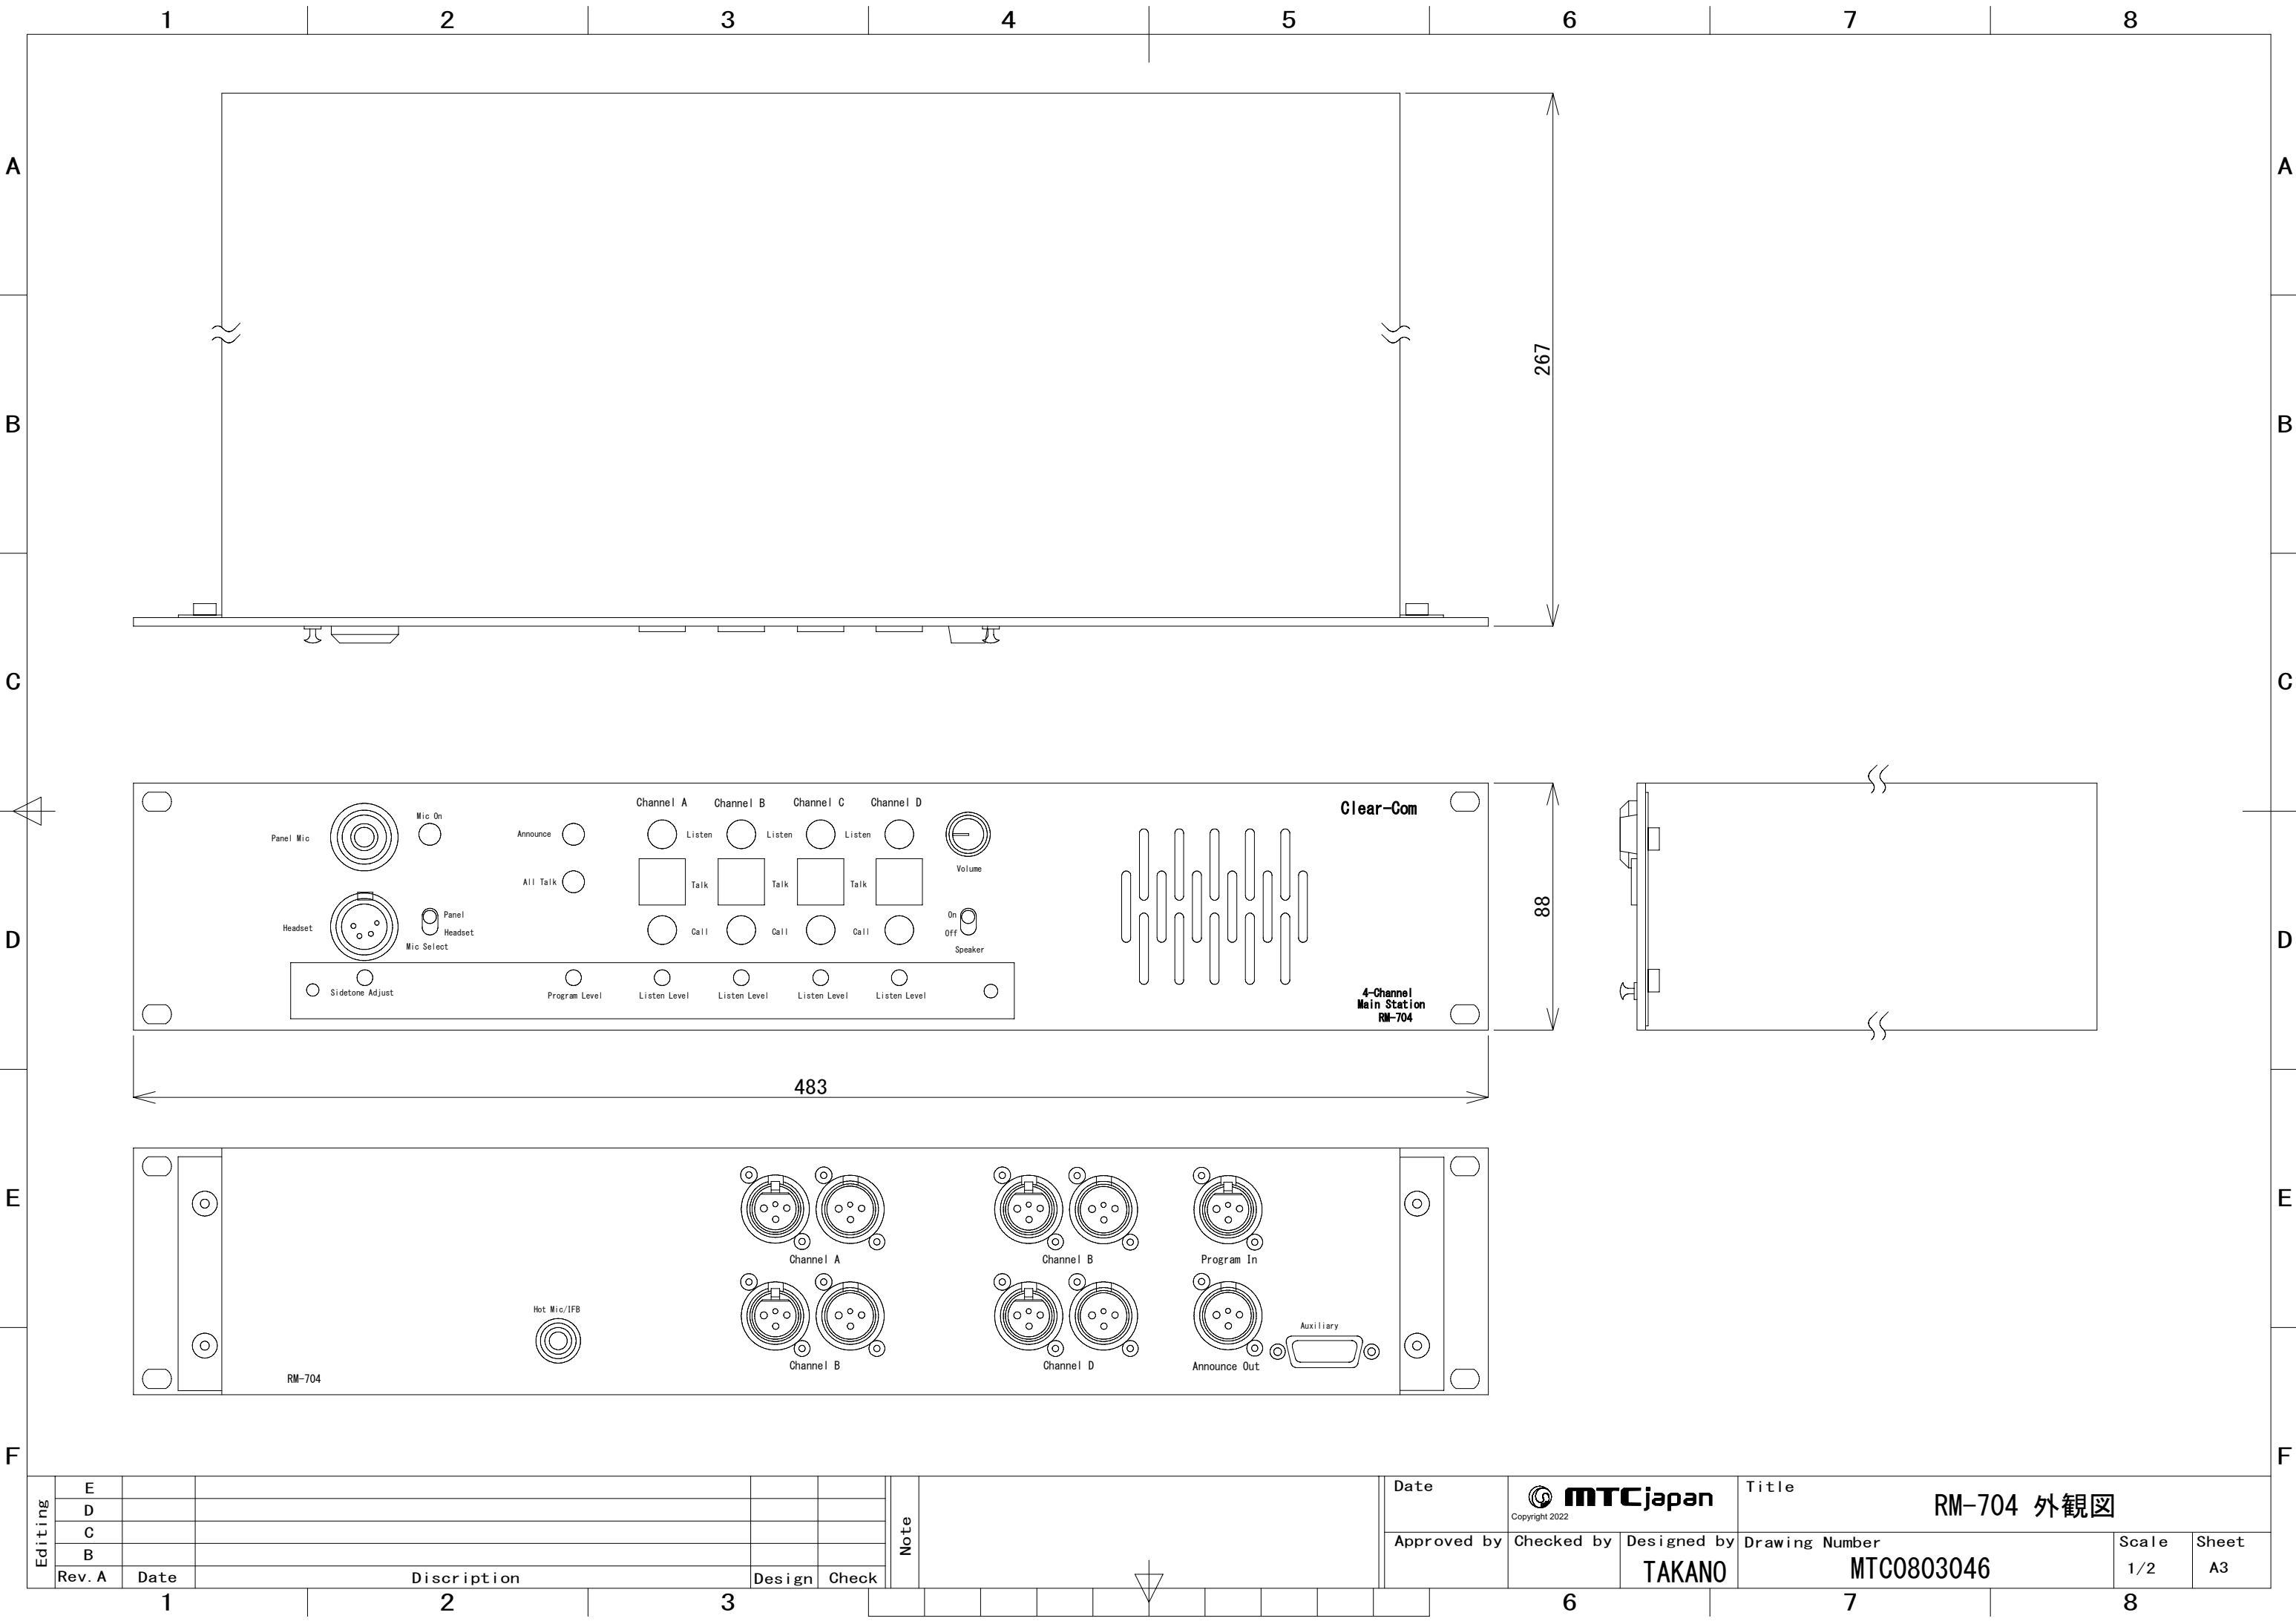 1 2 3 4 5 6 7 8
A A
B B
C C
D D
E E
F F
267
Channel A Channel B Channel C Channel D
Clear-Com
Mic On
Panel Mic
Announce
Listen Listen Listen
Volume
All Talk
Talk Talk Talk
Panel
Headset
Mic Select
Headset
Call Call Call
On
Off
Speaker
Sidetone Adjust
Program Level
Listen Level Listen Level Listen Level Listen Level
4-Channel
Main Station
RM-704
88
483
Channel A Channel B Program In
Hot Mic/IFB
Auxiliary
Channel B Channel D Announce Out
RM-704
Editing
E
D
C
B
Rev.A Date Discription Design Check
Note
Date
MTCjapan
Copyright 2022
Title
RM-704 外観図
Approved by Checked by Designed by
TAKANO
Drawing Number
MTC0803046
Scale
1/2
Sheet
A3
1 2 3 6 7 8